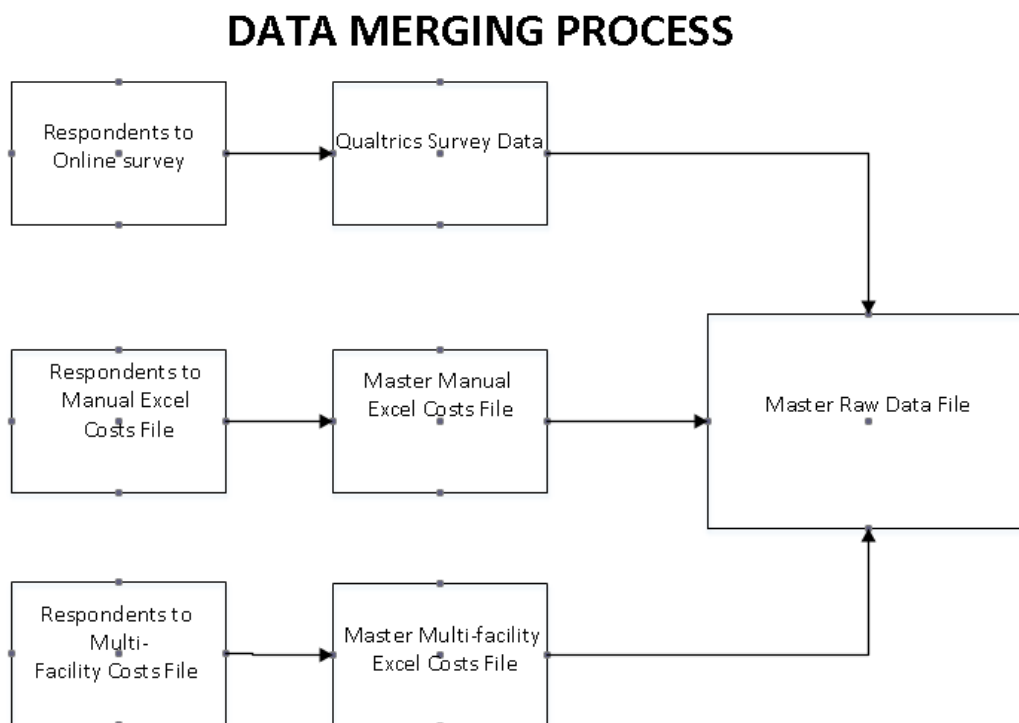 DATA MERGING PROCESS
Respondents to
Online survey
Qualtrics Survey Data
Respondents to
Manual Excel
Costs File
Master Manual
Excel Costs File
Master Raw Data File
Respondents to
Multi-
Facility Costs File
Master Multi-facility
Excel Costs File